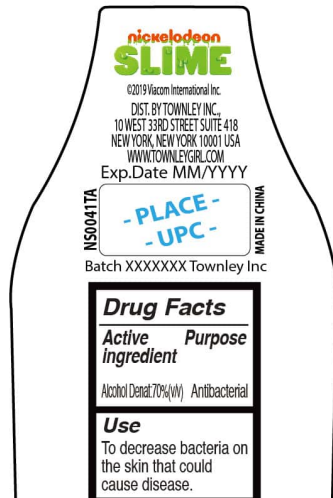 nickelodeon
SLIME
©2019 Viacom International Inc.
DIST. BY TOWNLEY INC.,
10 WEST 33RD STREET SUITE 418
NEW YORK, NEW YORK 10001 USA
WWW.TOWNLEYGIRL.COM
Exp.Date MM/YYYY
NS0041TA
- PLACE -
- UPC -
MADE IN CHINA
Batch XXXXXXX Townley Inc
Drug Facts
Active Purpose
ingredient
Alcohol Denat.70%(v/v) Antibacterial
Use
To decrease bacteria on
the skin that could
cause disease.